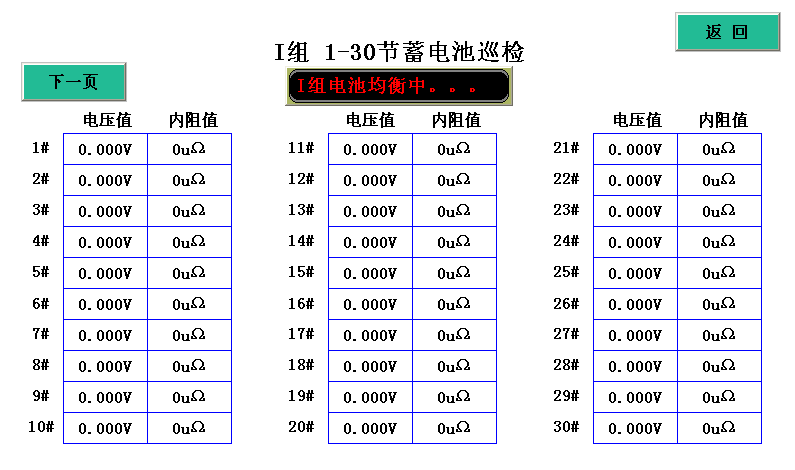 返 回
I组 1-30节蓄电池巡检
下一页
I组电池均衡中。。。
电压值 内阻值 电压值 内阻值 电压值 内阻值
1# 0.000V 0uΩ 11# 0.000V 0uΩ 21# 0.000V 0uΩ
2# 0.000V 0uΩ 12# 0.000V 0uΩ 22# 0.000V 0uΩ
3# 0.000V 0uΩ 13# 0.000V 0uΩ 23# 0.000V 0uΩ
4# 0.000V 0uΩ 14# 0.000V 0uΩ 24# 0.000V 0uΩ
5# 0.000V 0uΩ 15# 0.000V 0uΩ 25# 0.000V 0uΩ
6# 0.000V 0uΩ 16# 0.000V 0uΩ 26# 0.000V 0uΩ
7# 0.000V 0uΩ 17# 0.000V 0uΩ 27# 0.000V 0uΩ
8# 0.000V 0uΩ 18# 0.000V 0uΩ 28# 0.000V 0uΩ
9# 0.000V 0uΩ 19# 0.000V 0uΩ 29# 0.000V 0uΩ
10# 0.000V 0uΩ 20# 0.000V 0uΩ 30# 0.000V 0uΩ